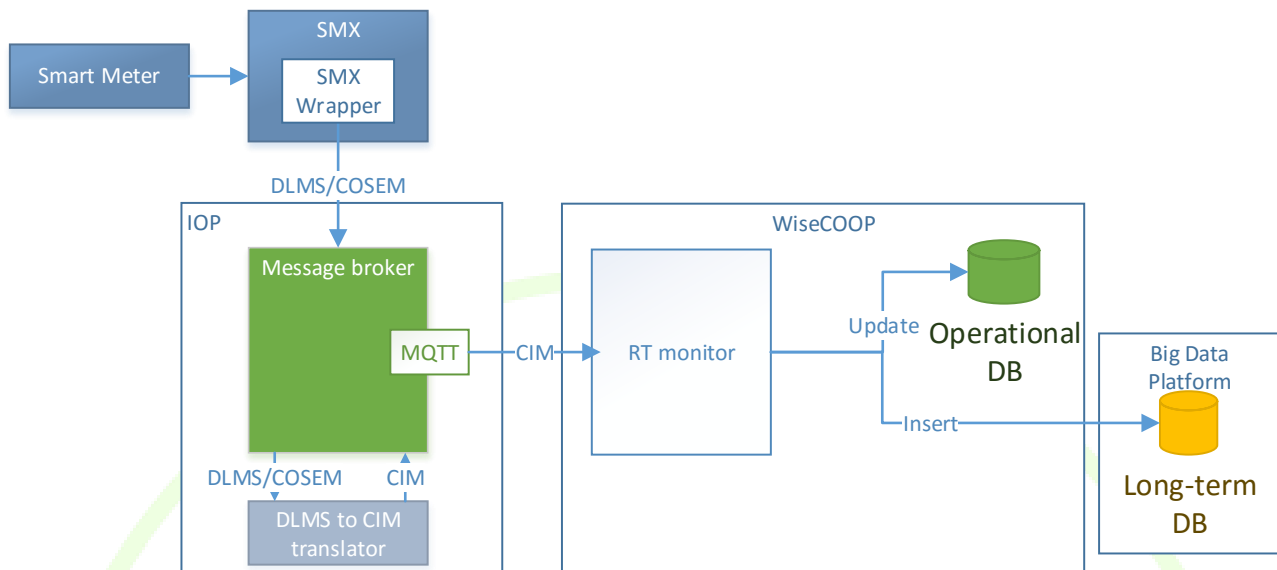 SMX
Smart Meter
SMX
Wrapper
DLMS/COSEM
IOP
WiseCOOP
Message broker
MQTT
CIM
RT monitor
Update
Operational
DB
Big Data
Platform
Insert
Long-term
DB
DLMS/COSEM
CIM
DLMS to CIM
translator